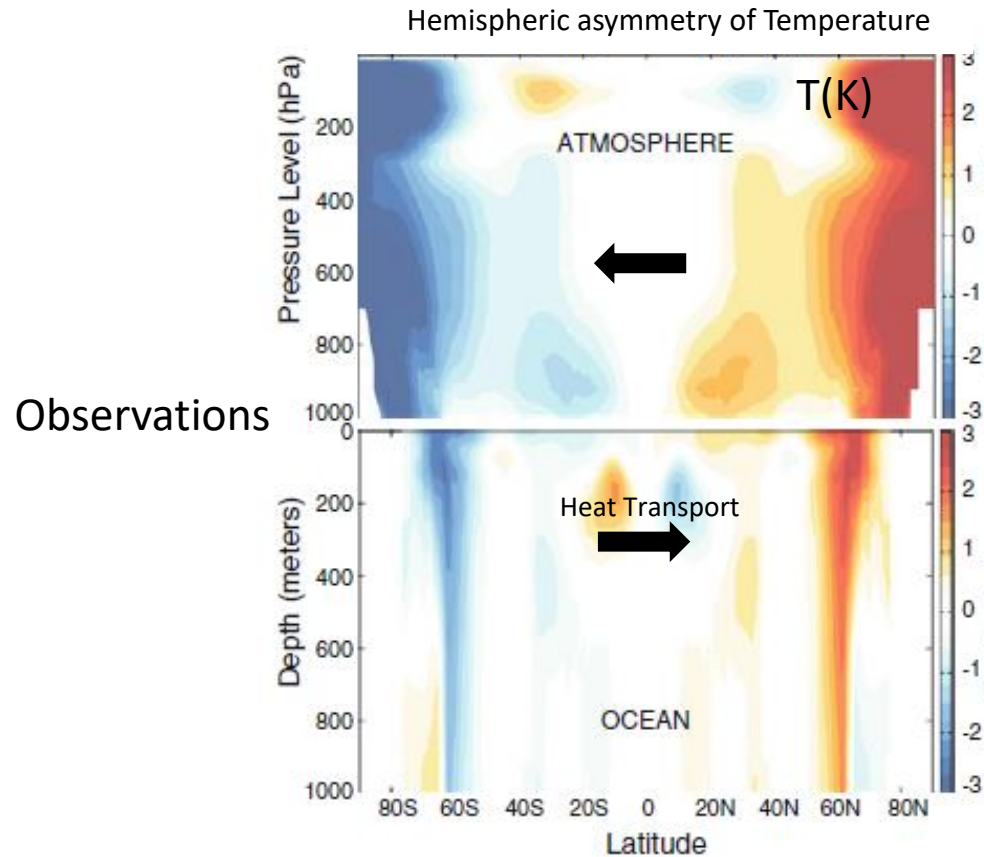 Hemispheric asymmetry of Temperature
Observations
Pressure Level (hPa)
200
400
600
800
1000
ATMOSPHERE
T(K)
3
2
1
0
-1
-2
-3
Depth (meters)
0
200
400
600
800
1000
Heat Transport
OCEAN
3
2
1
0
-1
-2
-3
80S 60S 40S 20S 0 20N 40N 60N 80N
Latitude